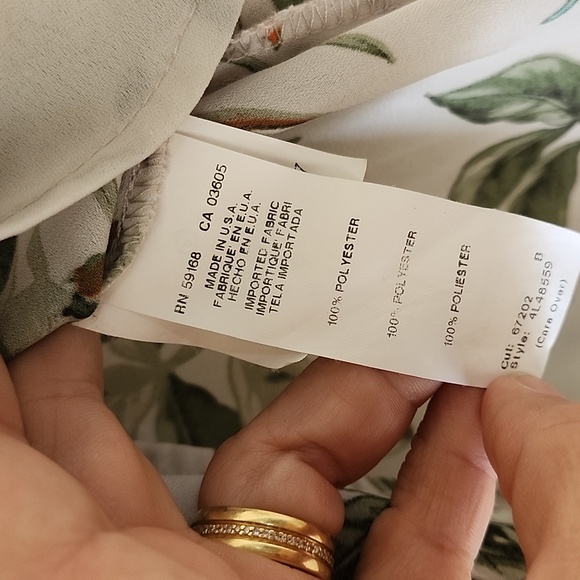 RN 59168 CA 03605
MADE IN U.S.A.
FABRIQUÉ EN E.U.A.
HECHO EN E.U.A.
IMPORTED FABRIC
IMPORTIQUE FABRI
TELA IMPORTADA
100% POLYESTER
100% POLYESTER
100% POLIESTER
Cut: 67202 B
Style: 4L48559
(Care Over)